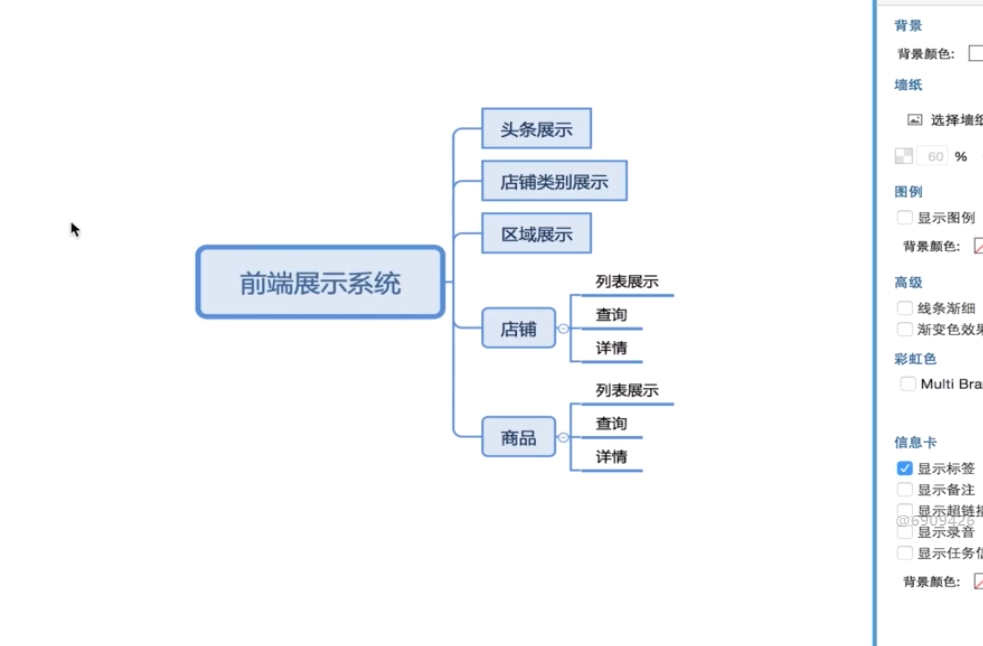 头条展示
店铺类别展示
区域展示
前端展示系统
店铺
列表展示
查询
详情
商品
列表展示
查询
详情
背景
背景颜色:
墙纸
选择墙纸
60 %
图例
显示图例
背景颜色:
高级
线条渐细
渐变色效果
彩虹色
Multi Bra
信息卡
显示标签
显示备注
显示超链接
@6909426
显示录音
显示任务信
背景颜色: